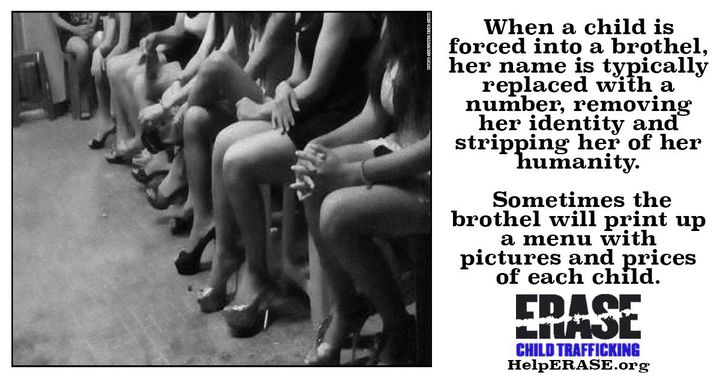 When a child is
forced into a brothel,
her name is typically
replaced with a
number, removing
her identity and
stripping her of her
humanity.
Sometimes the
brothel will print up
a menu with
pictures and prices
of each child.
ERASE
CHILD TRAFFICKING
HelpERASE.org